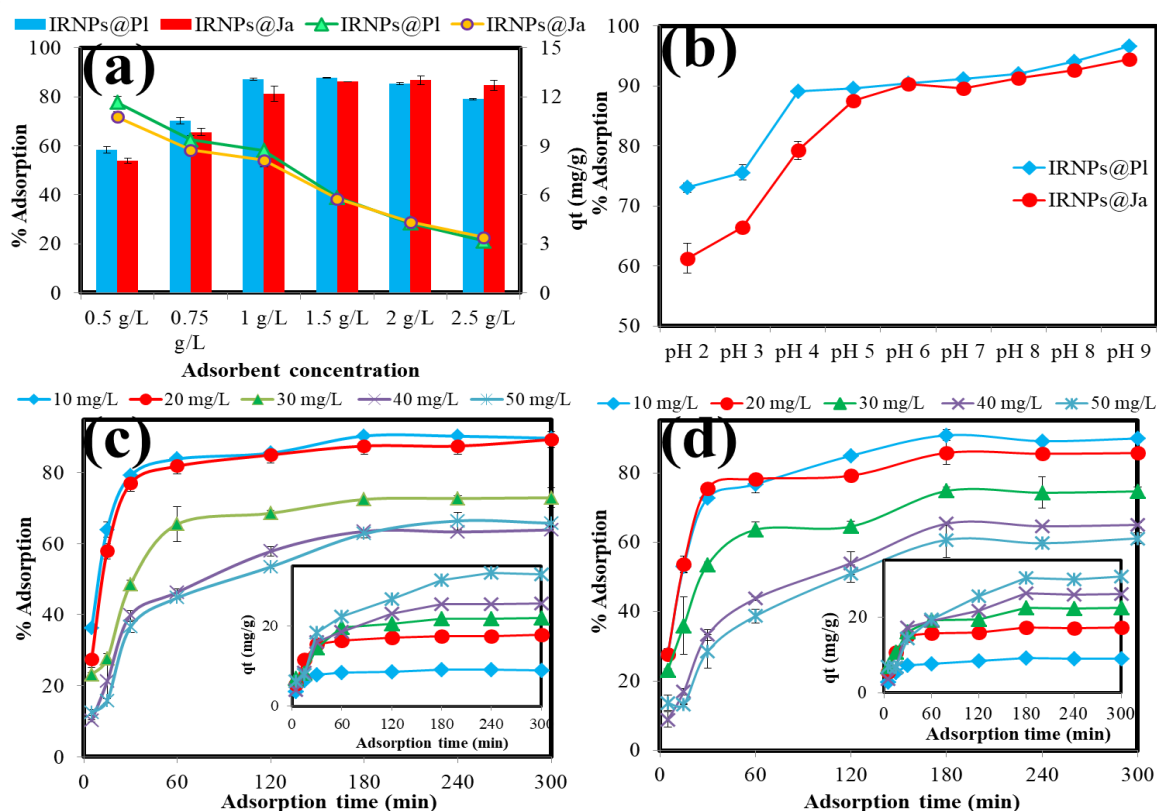 IRNPs@Pl IRNPs@Ja IRNPs@Pl IRNPs@Ja
(a)
% Adsorption
100
80
60
40
20
0
qt (mg/g)
15
12
9
6
3
0
0.5 g/L 0.75 g/L 1 g/L 1.5 g/L 2 g/L 2.5 g/L
Adsorbent concentration
(b)
% Adsorption
100
90
80
70
60
50
IRNPs@Pl
IRNPs@Ja
pH 2 pH 3 pH 4 pH 5 pH 6 pH 7 pH 8 pH 8 pH 9
10 mg/L 20 mg/L 30 mg/L 40 mg/L 50 mg/L
(c)
% Adsorption
80
60
40
20
0
0 60 120 180 240 300
Adsorption time (min)
qt (mg/g)
20
0
0 60 120 180 240 300
Adsorption time (min)
10 mg/L 20 mg/L 30 mg/L 40 mg/L 50 mg/L
(d)
% Adsorption
80
60
40
20
0
0 60 120 180 240 300
Adsorption time (min)
qt (mg/g)
20
0
0 60 120 180 240 300
Adsorption time (min)